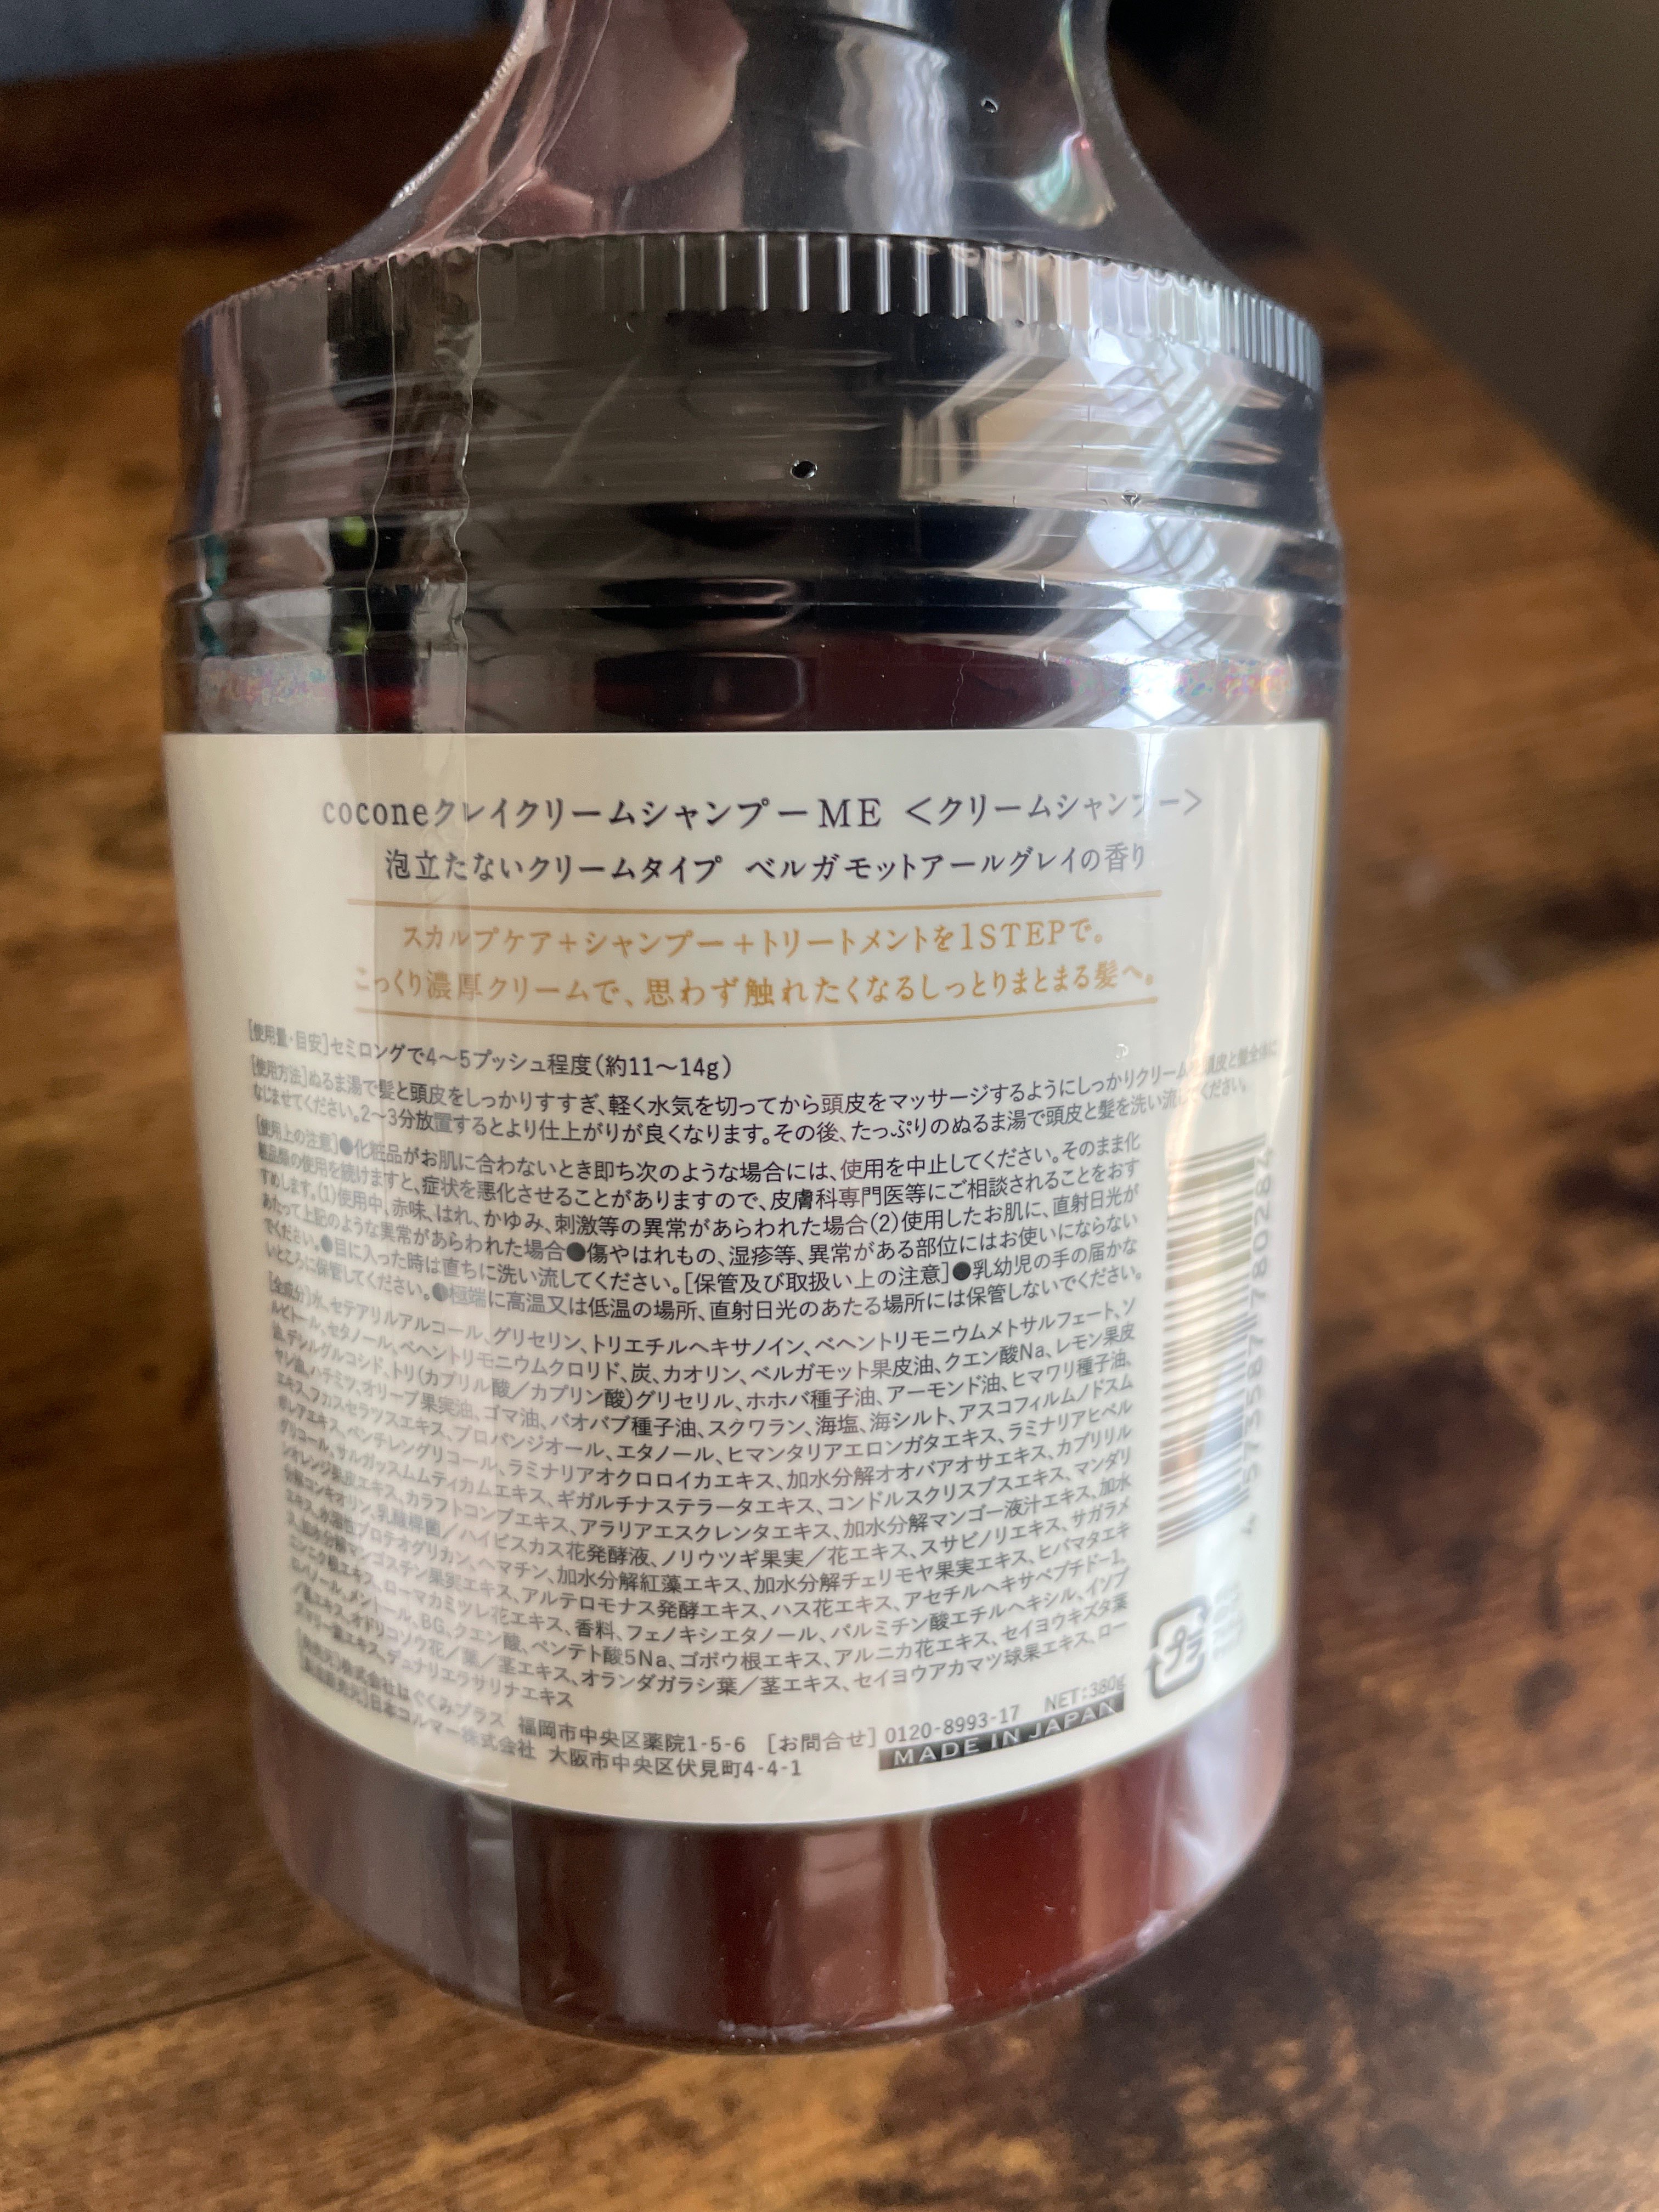 coconeクレイクリームシャンプーME ＜クリームシャンプー＞
泡立たないクリームタイプ ベルガモットアールグレイの香り
スカルプケア＋シャンプー＋トリートメントを1STEPで。
こっくり濃厚クリームで、思わず触れたくなるしっとりまとまる髪へ。
[使用量・目安]セミロングで4〜5プッシュ程度(約11〜14g)
[使用方法]ぬるま湯で髪と頭皮をしっかりすすぎ、軽く水気を切ってから頭皮をマッサージするようにしっかりクリームを頭皮と髪全体に
なじませてください。2〜3分放置するとより仕上がりが良くなります。その後、たっぷりのぬるま湯で頭皮と髪を洗い流してください。
[使用上の注意]●化粧品がお肌に合わないとき即ち次のような場合には、使用を中止してください。そのまま化
粧品類の使用を続けますと、症状を悪化させることがありますので、皮膚科専門医等にご相談されることをおす
すめします。(1)使用中、赤味、はれ、かゆみ、刺激等の異常があらわれた場合(2)使用したお肌に、直射日光が
あたって上記のような異常があらわれた場合●傷やはれもの、湿疹等、異常がある部位にはお使いにならない
でください。●目に入った時は直ちに洗い流してください。[保管及び取扱い上の注意]●乳幼児の手の届かな
いところに保管してください。●極端に高温又は低温の場所、直射日光のあたる場所には保管しないでください。
[全成分]水、セテアリルアルコール、グリセリン、トリエチルヘキサノイン、ベヘントリモニウムメトサルフェート、ソ
ルビトール、セタノール、ベヘントリモニウムクロリド、炭、カオリン、ベルガモット果皮油、クエン酸Na、レモン果皮
油、デシルグルコシド、トリ(カプリル酸／カプリン酸)グリセリル、ホホバ種子油、アーモンド油、ヒマワリ種子油、
ヤシ油、ハチミツ、オリーブ果実油、ゴマ油、バオバブ種子油、スクワラン、海塩、海シルト、アスコフィルムノドスム
エキス、フカスセラツスエキス、プロパンジオール、エタノール、ヒマンタリアエロンガタエキス、ラミナリアヒペル
ボレアエキス、ペンチレングリコール、ラミナリアオクロロイカエキス、加水分解オオバアオサエキス、カプリリル
グリコール、サルガッスムムティカムエキス、ギガルチナステラータエキス、コンドルスクリスプスエキス、マンダリ
ンオレンジ果皮エキス、カラフトコンブエキス、アラリアエスクレンタエキス、加水分解マンゴー液汁エキス、加水
分解コンキオリン、乳酸桿菌／ハイビスカス花発酵液、ノリウツギ果実／花エキス、スサビノリエキス、サガラメ
エキス、水溶性プロテオグリカン、ヘマチン、加水分解紅藻エキス、加水分解チェリモヤ果実エキス、ヒバマタエキ
ス、加水分解マンゴスチン果実エキス、アルテロモナス発酵エキス、ハス花エキス、アセチルヘキサペプチド-1、
ニンニク根エキス、ローマカミツレ花エキス、香料、フェノキシエタノール、パルミチン酸エチルヘキシル、イソプ
ロパノール、メントール、BG、クエン酸、ペンテト酸5Na、ゴボウ根エキス、アルニカ花エキス、セイヨウキズタ葉
／茎エキス、オドリコソウ花／葉／茎エキス、オランダガラシ葉／茎エキス、セイヨウアカマツ球果エキス、ロー
ズマリー葉エキス、デュナリエラサリナエキス
[発売元]株式会社はぐくみプラス 福岡市中央区薬院1-5-6 [お問合せ] 0120-8993-17 NET:380g
[製造販売元]日本コルマー株式会社 大阪市中央区伏見町4-4-1 MADE IN JAPAN
プラ